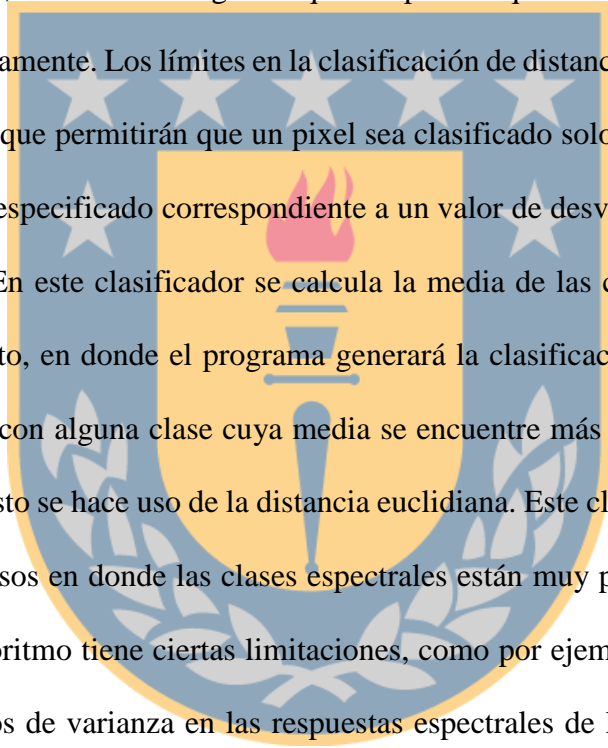 amente. Los límites en la clasificación de distanc
que permitirán que un pixel sea clasificado solo
especificado correspondiente a un valor de desv
En este clasificador se calcula la media de las
to, en donde el programa generará la clasificac
con alguna clase cuya media se encuentre más
sto se hace uso de la distancia euclidiana. Este cl
sos en donde las clases espectrales están muy p
oritmo tiene ciertas limitaciones, como por ejem
os de varianza en las respuestas espectrales de